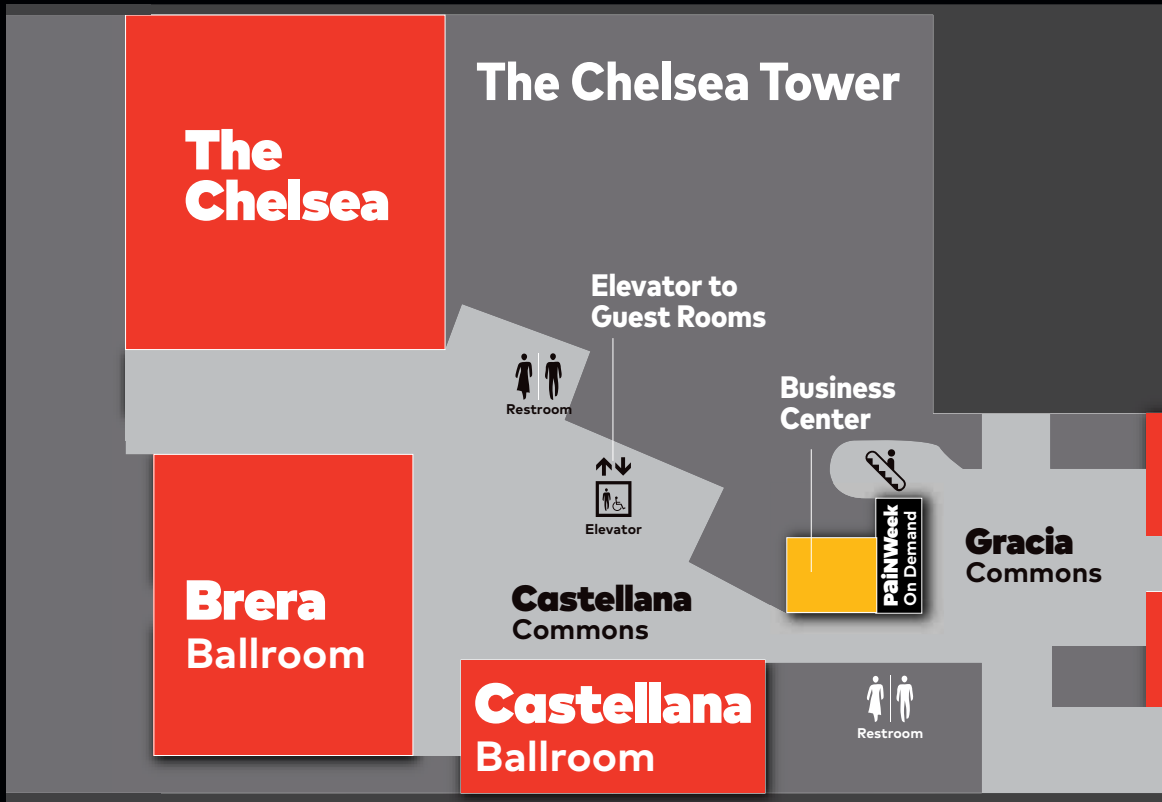 The Chelsea Tower
The
Chelsea
Elevator to
Guest Rooms
Restroom
Business
Center
Elevator
PaiNWeek
On Demand
Gracia
Commons
Brera
Ballroom
Castellana
Commons
Castellana
Ballroom
Restroom